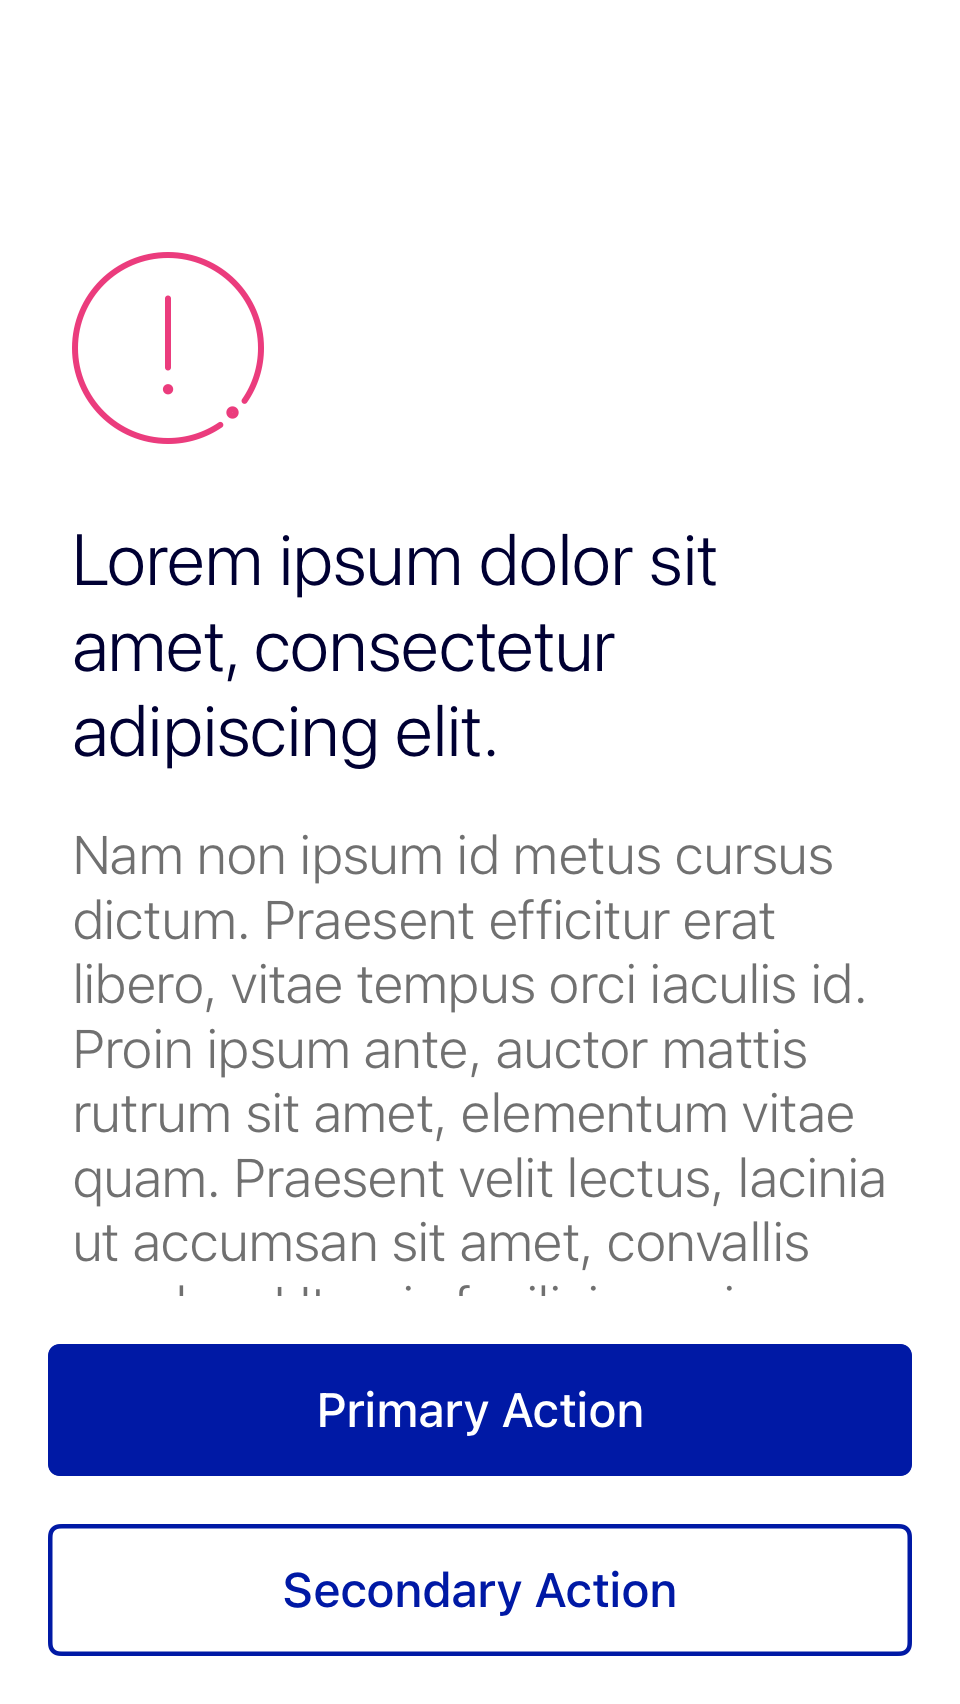 Lorem ipsum dolor sit
amet, consectetur
adipiscing elit.
Nam non ipsum id metus cursus
dictum. Praesent efficitur erat
libero, vitae tempus orci iaculis id.
Proin ipsum ante, auctor mattis
rutrum sit amet, elementum vitae
quam. Praesent velit lectus, lacinia
ut accumsan sit amet, convallis
Primary Action
Secondary Action